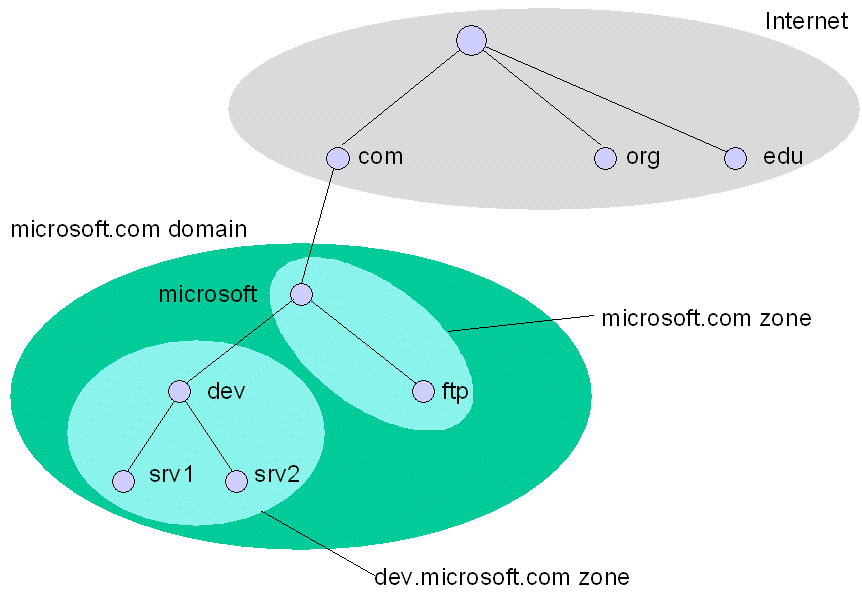 Internet
com
org
edu
microsoft.com domain
microsoft
microsoft.com zone
dev
ftp
srv1
srv2
dev.microsoft.com zone